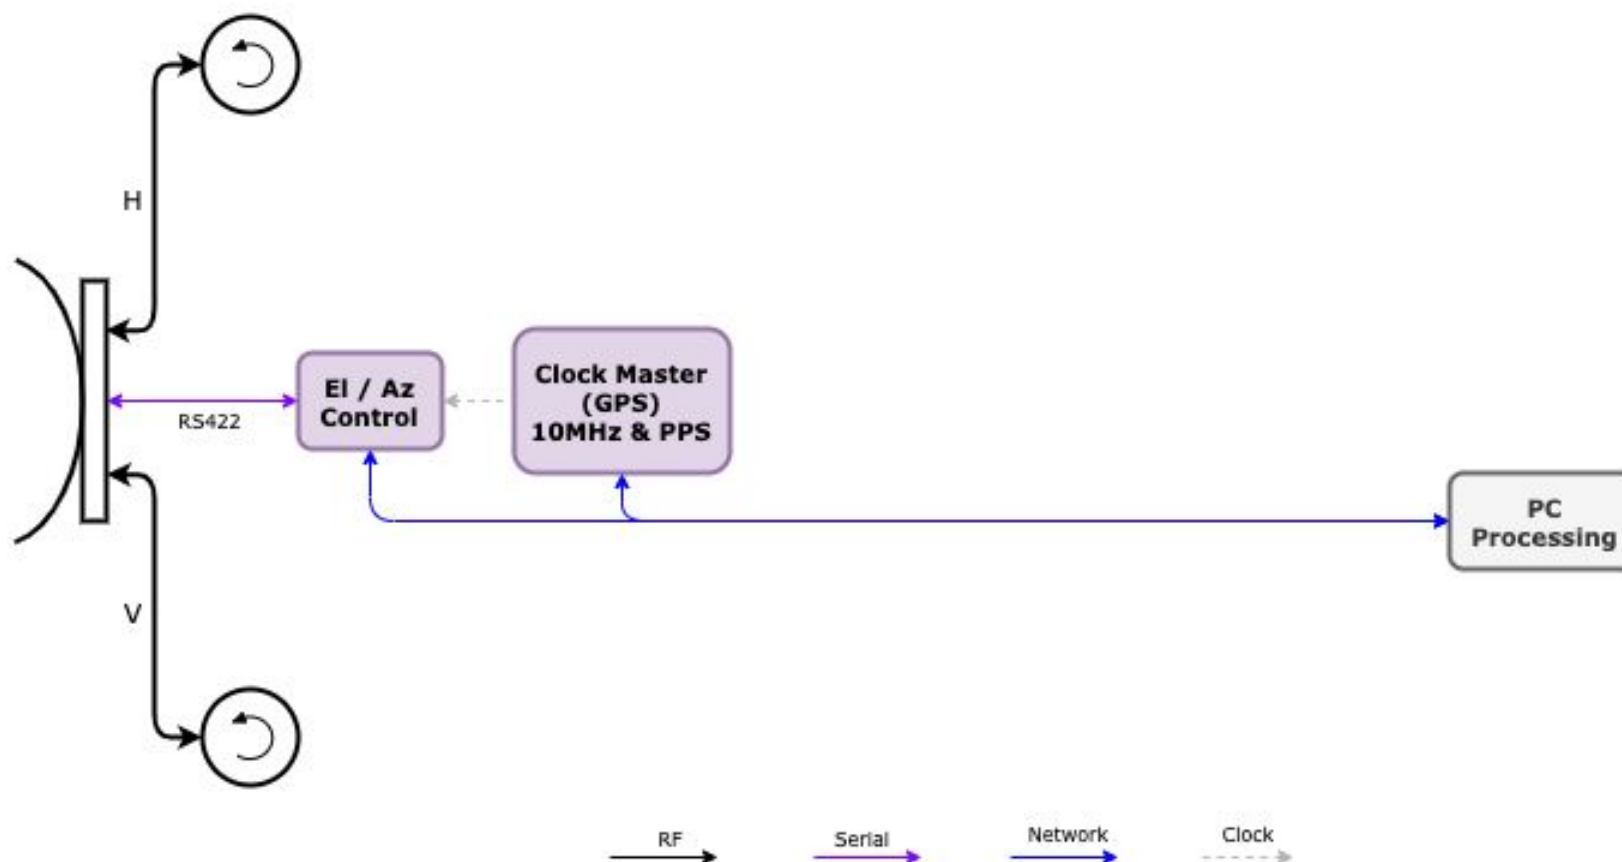 H
El / Az
Control
Clock Master
(GPS)
10MHz & PPS
RS422
PC
Processing
V
RF
Serial
Network
Clock